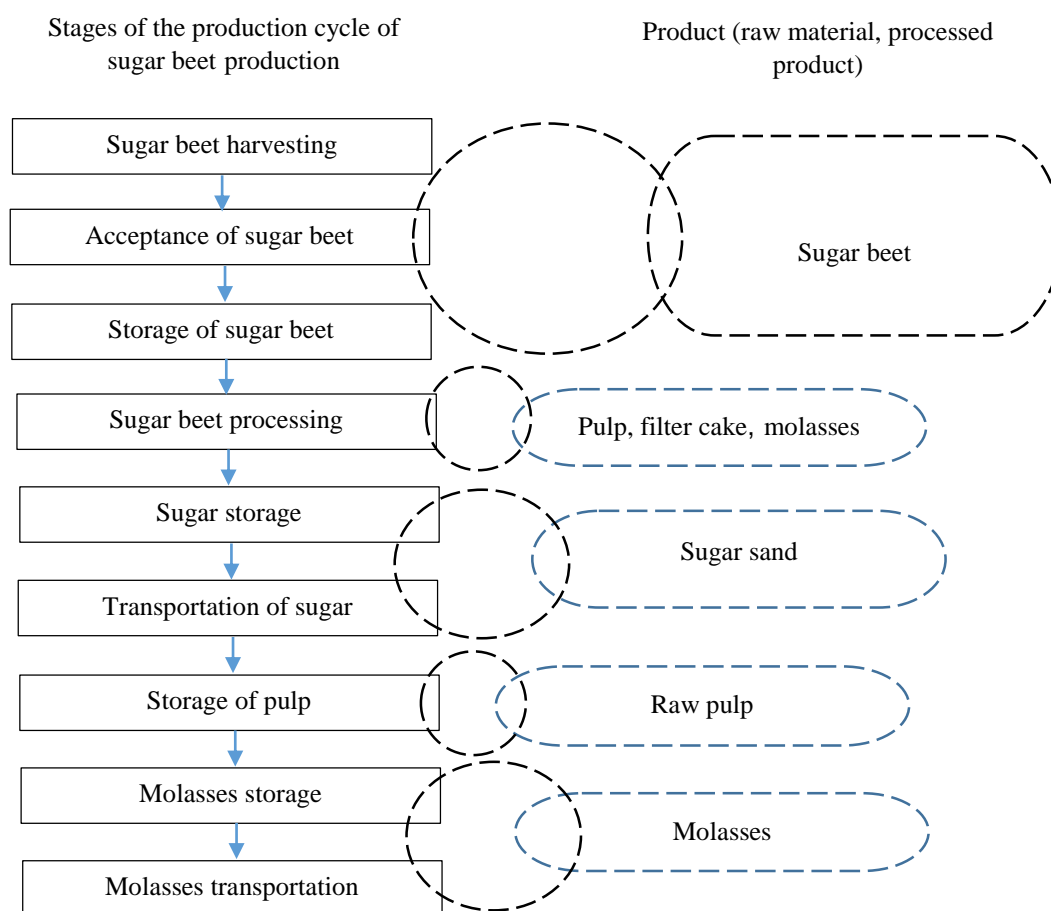 Stages of the production cycle of
sugar beet production
Product (raw material, processed
product)
Sugar beet harvesting
Acceptance of sugar beet
Sugar beet
Storage of sugar beet
Sugar beet processing
Pulp, filter cake, molasses
Sugar storage
Sugar sand
Transportation of sugar
Storage of pulp
Raw pulp
Molasses storage
Molasses
Molasses transportation